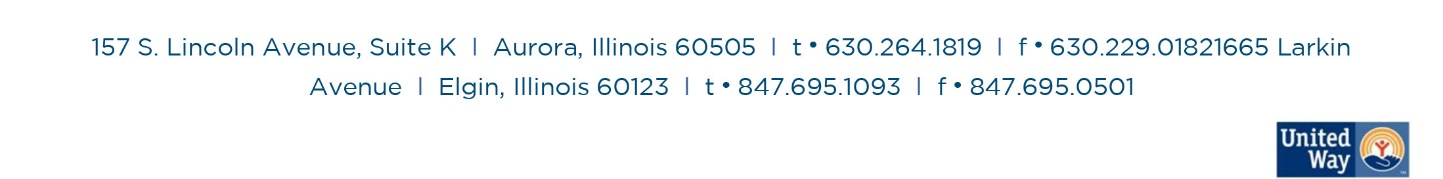 157 S. Lincoln Avenue, Suite K | Aurora, Illinois 60505 | t • 630.264.1819 | f • 630.229.01821665 Larkin
Avenue | Elgin, Illinois 60123 | t • 847.695.1093 | f • 847.695.0501
United
Way